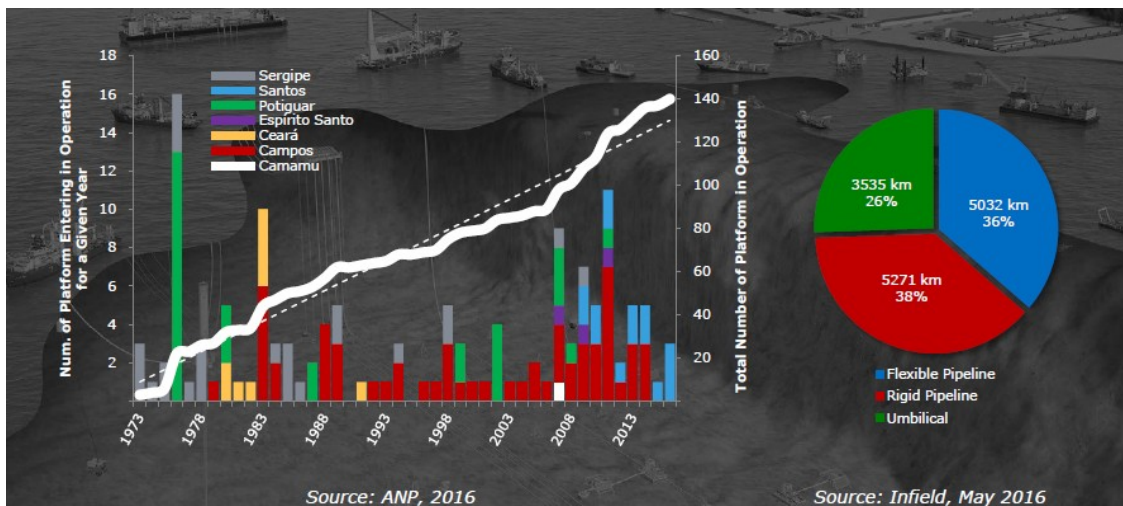 18
16
14
12
10
8
6
4
2
Num. of Platform Entering in Operation
for a Given Year
Sergipe
Santos
Potiguar
Espirito Santo
Ceará
Campos
Camamu
160
140
120
100
80
60
40
20
Total Number of Platform in Operation
1973
1978
1983
1988
1993
1998
2003
2008
2013
Source: ANP, 2016
3535 km
26%
5032 km
36%
5271 km
38%
Flexible Pipeline
Rigid Pipeline
Umbilical
Source: Infield, May 2016